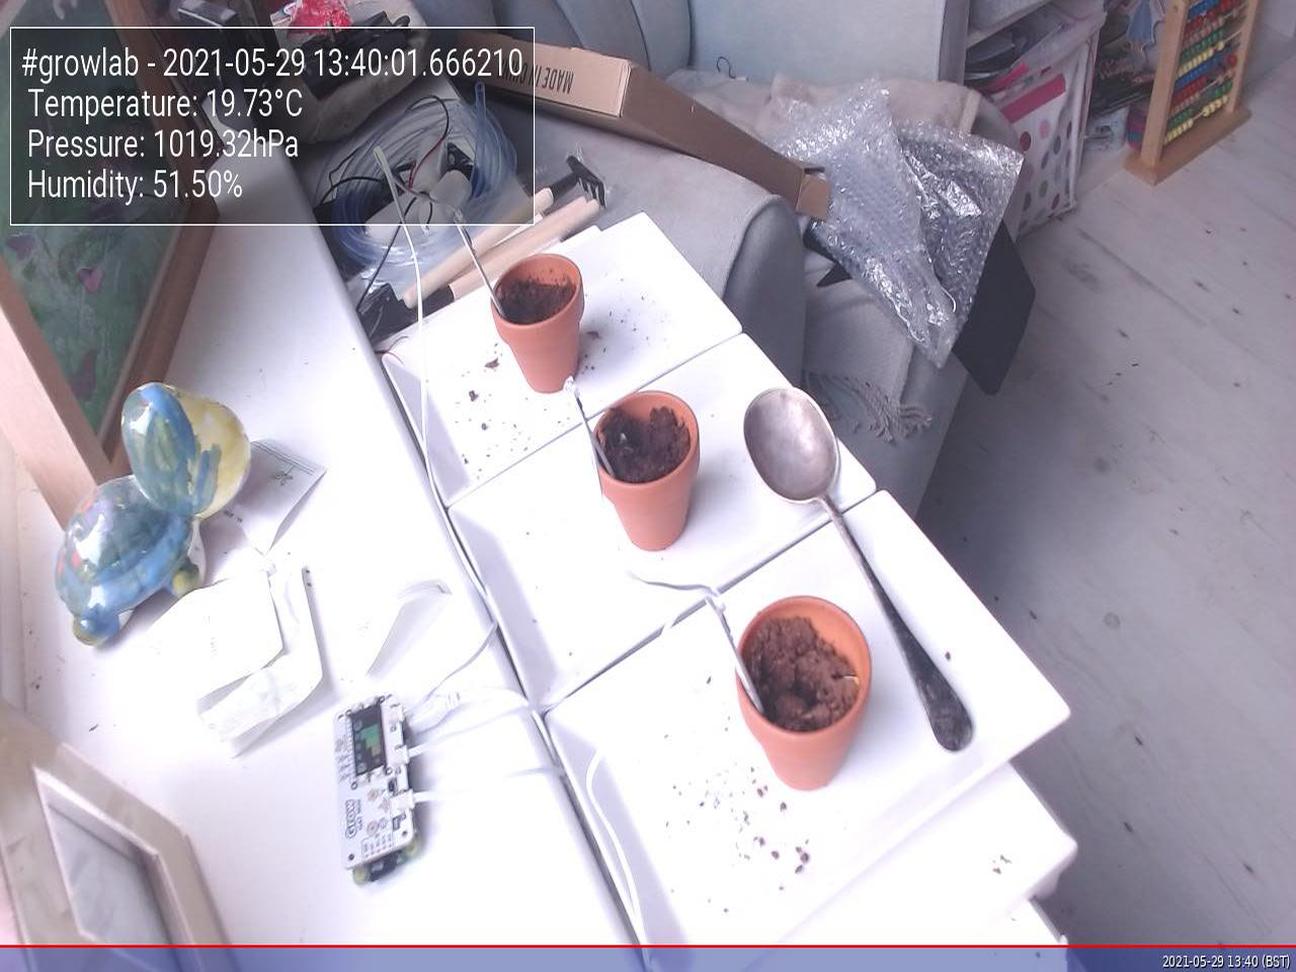 #growlab - 2021-05-29 13:40:01.666210
Temperature: 19.73°C
Pressure: 1019.32hPa
Humidity: 51.50%
MADE IN
GROW
2021-05-29 13:40 (BST)